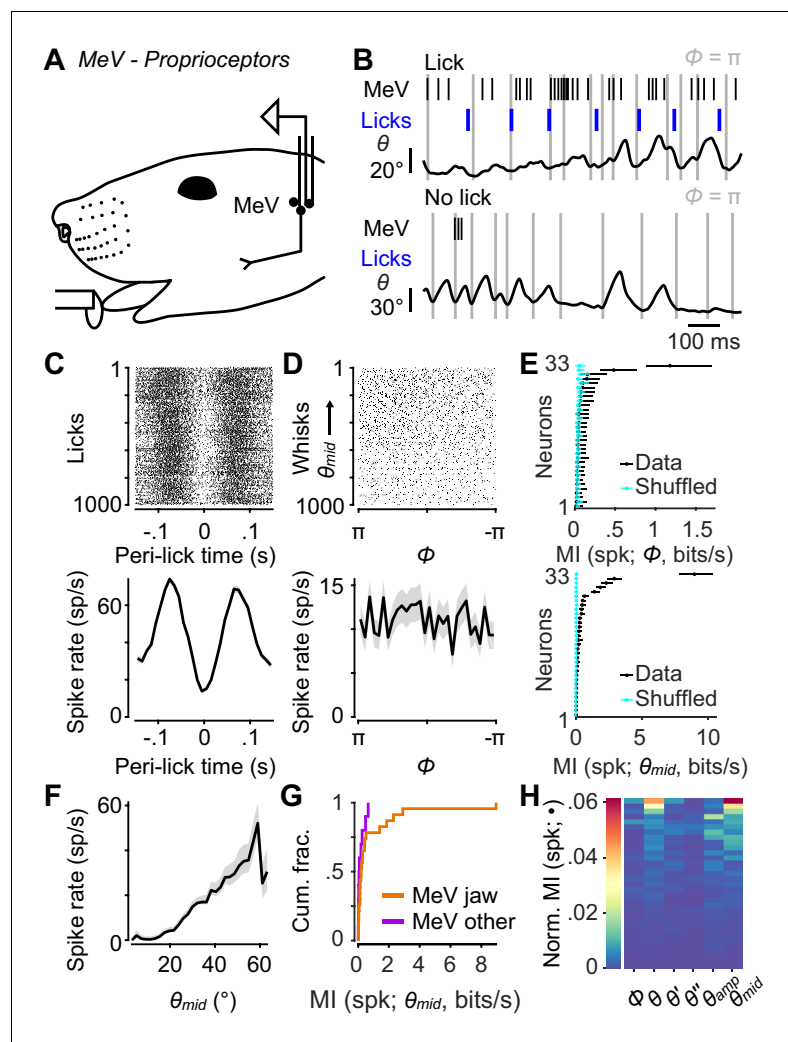 A MeV - Proprioceptors
MeV
B Lick
Φ = π
MeV
Licks
θ
20°
No lick
Φ = π
MeV
Licks
θ
30°
100 ms
C
1
Licks
1000
-.1 0 .1
Peri-lick time (s)
60
Spike rate (sp/s)
0
-.1 0 .1
Peri-lick time (s)
D
1
Whisks
θmid
1000
π -π
Φ
15
Spike rate (sp/s)
0
π -π
Φ
E
33
Neurons
1
Data
Shuffled
0 .5 1 1.5
MI (spk; Φ, bits/s)
33
Neurons
1
Data
Shuffled
0 5 10
MI (spk; θmid, bits/s)
F
60
Spike rate (sp/s)
0
20 40 60
θmid (°)
G
1
.5
0
Cum. frac.
MeV jaw
MeV other
0 2 4 6 8
MI (spk; θmid, bits/s)
H
.06
.04
.02
0
Norm. MI (spk; •)
Φ θ θ' θ'' θamp θmid